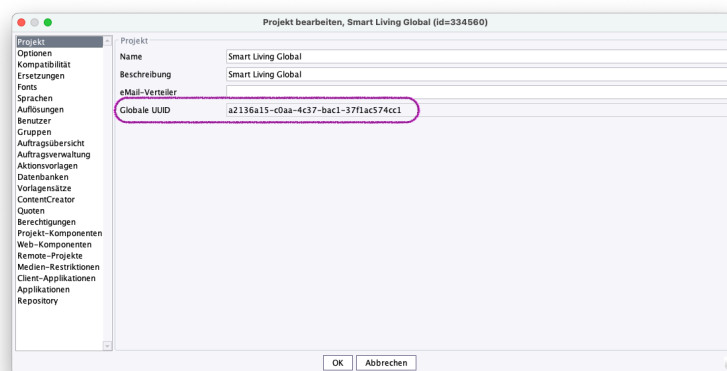 Projekt bearbeiten, Smart Living Global (id=334560)
Projekt
Optionen
Kompatibilität
Ersetzungen
Fonts
Sprachen
Auflösungen
Benutzer
Gruppen
Auftragsübersicht
Auftragsverwaltung
Aktionsvorlagen
Datenbanken
Vorlagensätze
ContentCreator
Quoten
Berechtigungen
Projekt-Komponenten
Web-Komponenten
Remote-Projekte
Medien-Restriktionen
Client-Applikationen
Applikationen
Repository
Projekt
Name Smart Living Global
Beschreibung Smart Living Global
eMail-Verteiler
Globale UUID a2136a15-c0aa-4c37-bac1-37f1ac574cc1
OK Abbrechen